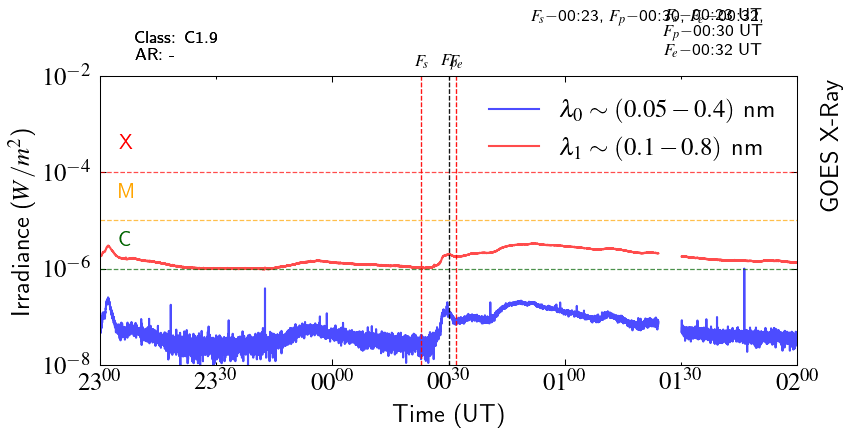 F_s−00:23, F_p−00:30, F_e−00:32,
F_s−00:23 UT
F_p−00:30 UT
F_e−00:32 UT
Class: C1.9
AR: -
F_s F_p F_e
10^−2
λ_0 ∼ (0.05 − 0.4) nm
X
λ_1 ∼ (0.1 − 0.8) nm
10^−4
M
C
10^−6
10^−8
Irradiance (W/m^2)
GOES X-Ray
23^00 23^30 00^00 00^30 01^00 01^30 02^00
Time (UT)